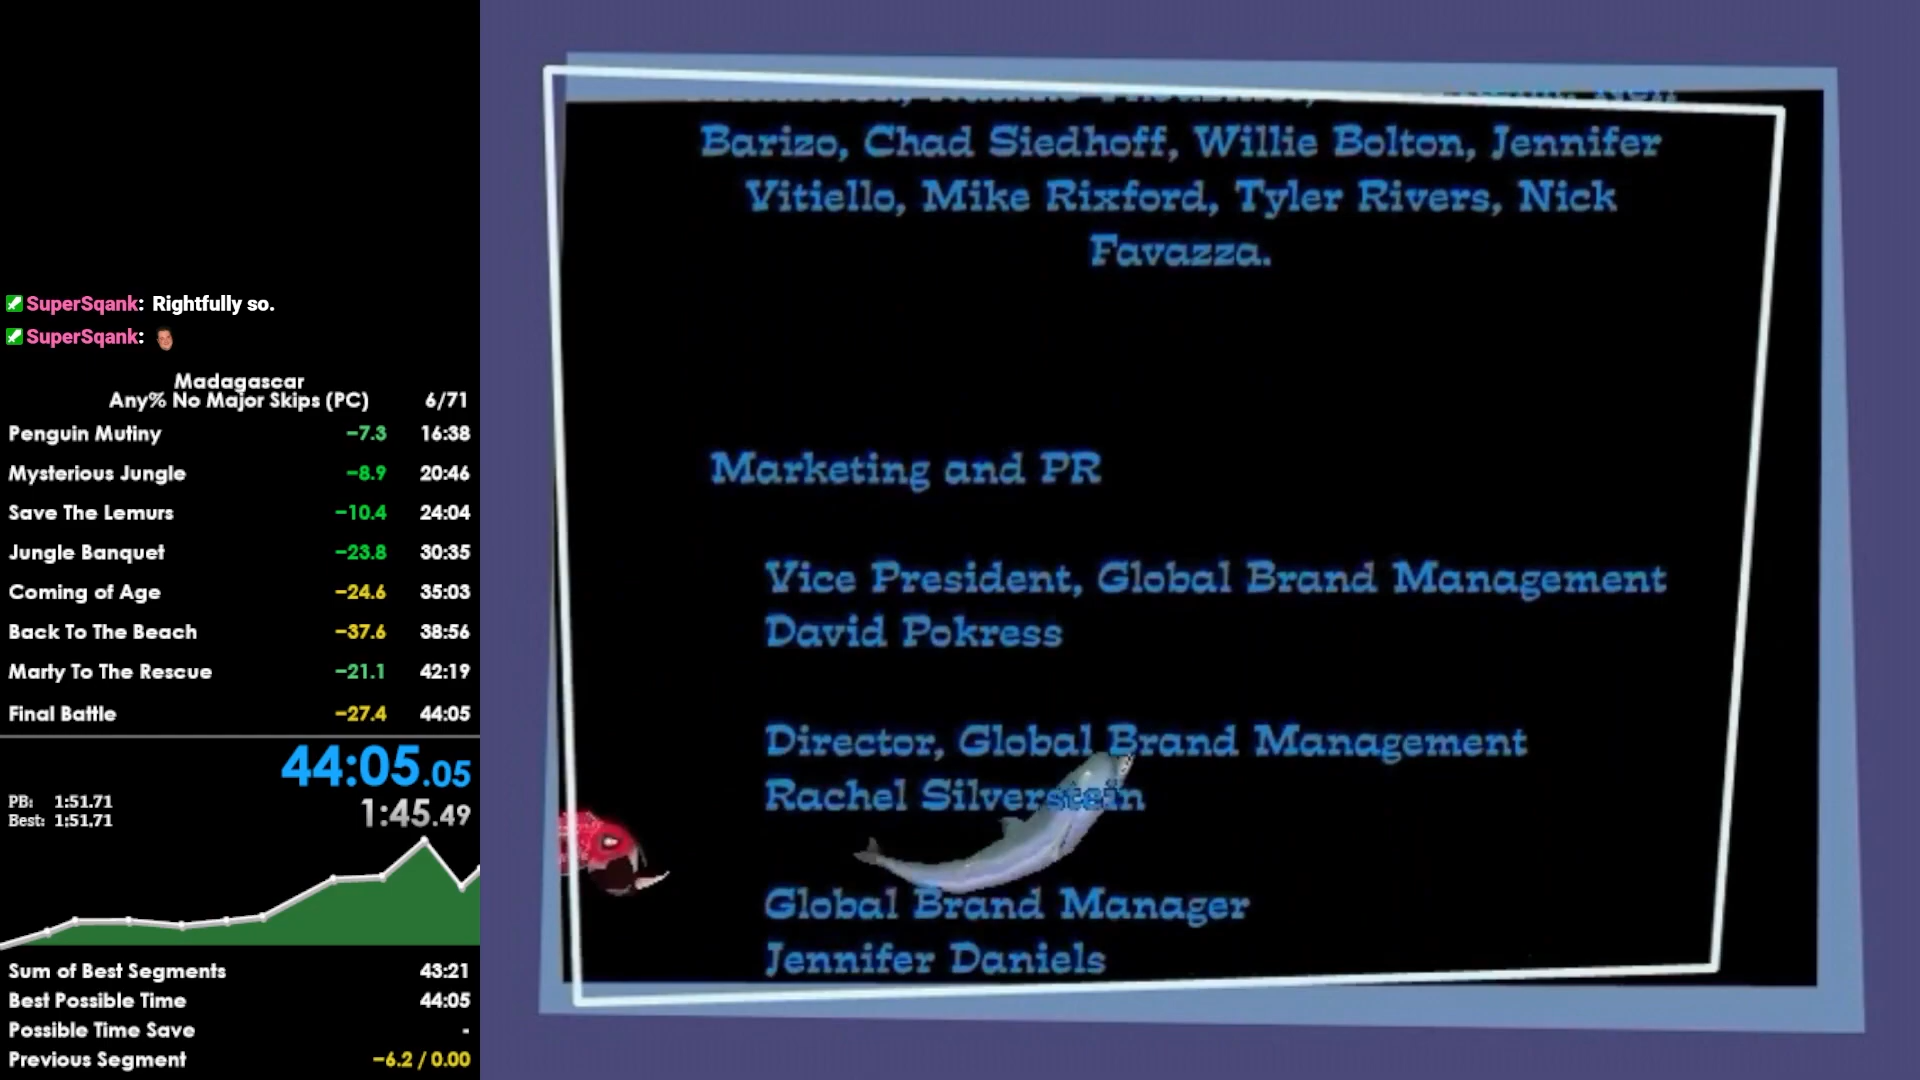 SuperSqank: Rightfully so.
SuperSqank:
Madagascar
Any% No Major Skips (PC) 6/71
Penguin Mutiny −7.3 16:38
Mysterious Jungle −8.9 20:46
Save The Lemurs −10.4 24:04
Jungle Banquet −23.8 30:35
Coming of Age −24.6 35:03
Back To The Beach −37.6 38:56
Marty To The Rescue −21.1 42:19
Final Battle −27.4 44:05
44:05.05
PB: 1:51.71
Best: 1:51.71
1:45.49
Sum of Best Segments 43:21
Best Possible Time 44:05
Possible Time Save -
Previous Segment −6.2 / 0.00
Barizo, Chad Siedhoff, Willie Bolton, Jennifer
Vitiello, Mike Rixford, Tyler Rivers, Nick
Favazza.
Marketing and PR
Vice President, Global Brand Management
David Pokress
Director, Global Brand Management
Rachel Silverstein
Global Brand Manager
Jennifer Daniels